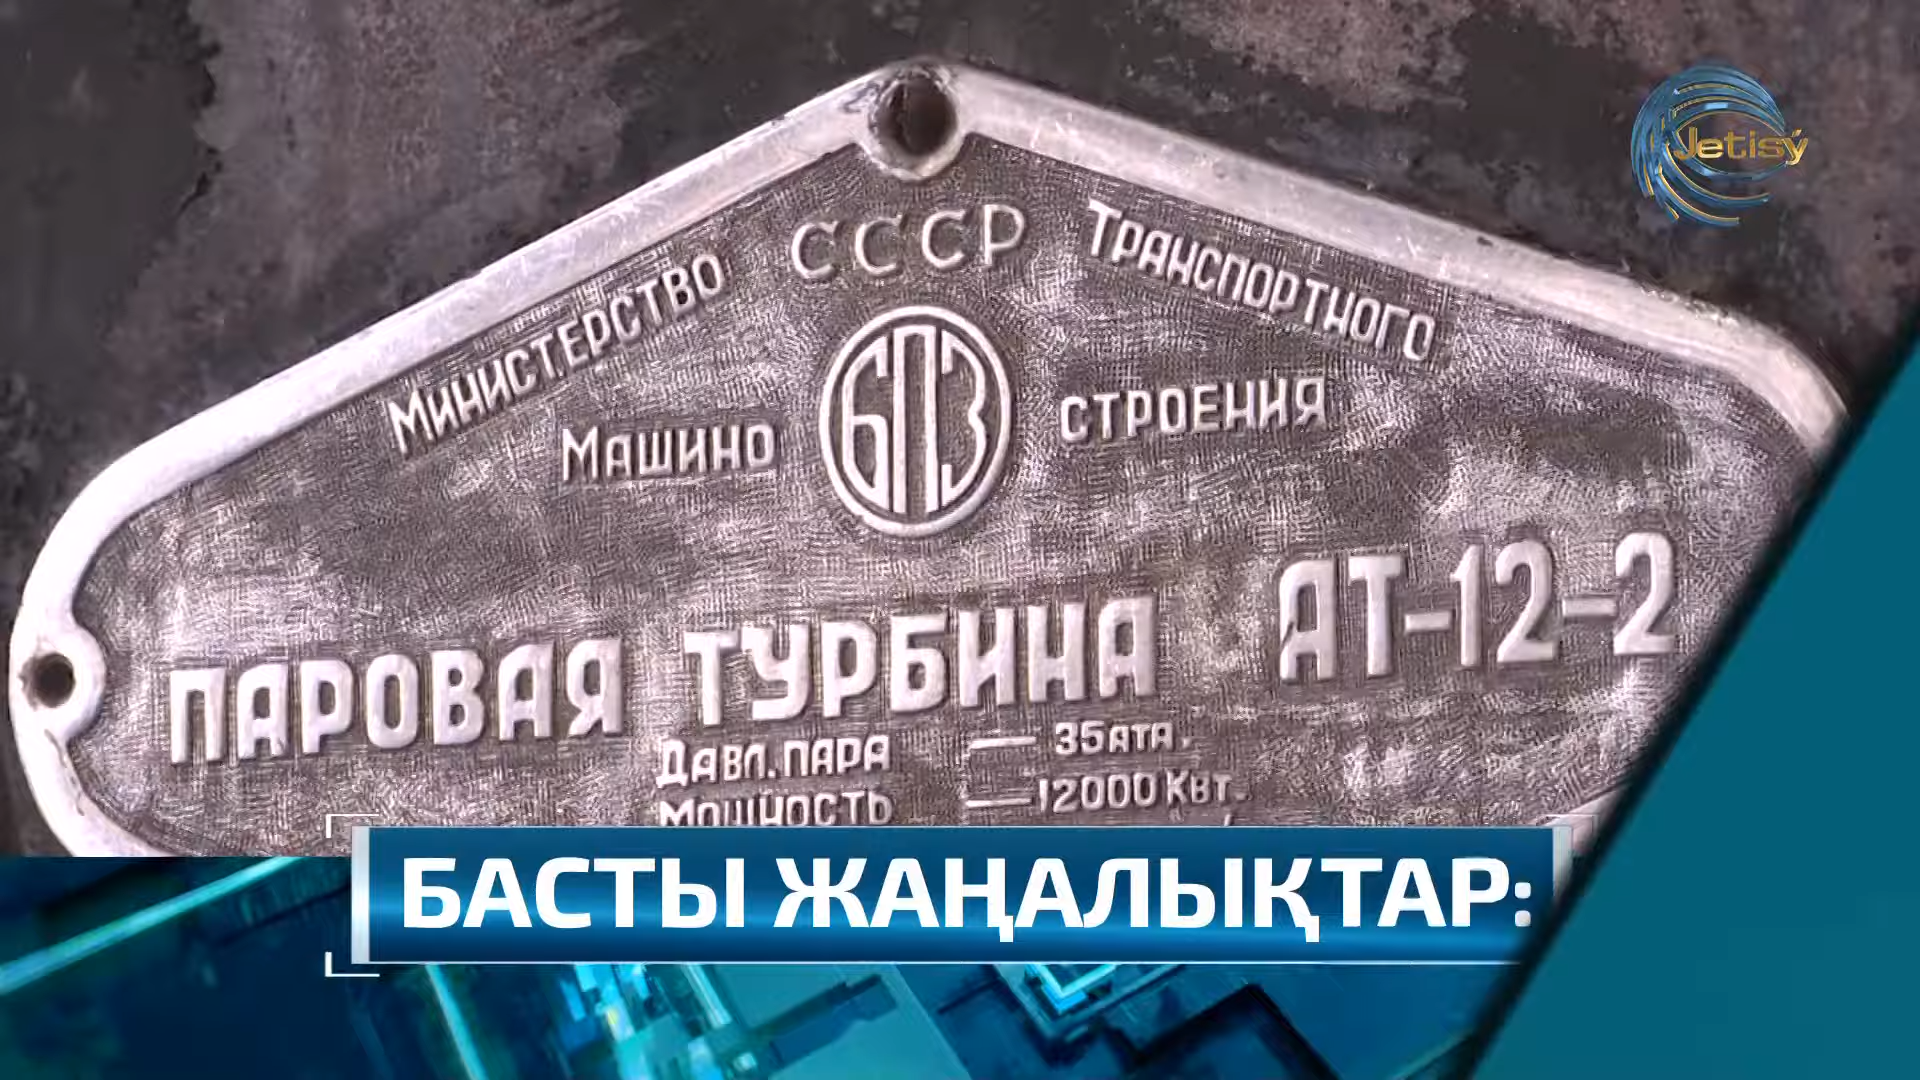 Jetisý
СССР
Министерство Транспортного
Машино БПЗ строения
ПАРОВАЯ ТУРБИНА АТ-12-2
Давл. пара — 35 ата.
Мощность — 12000 Квт.
БАСТЫ ЖАҢАЛЫҚТАР: